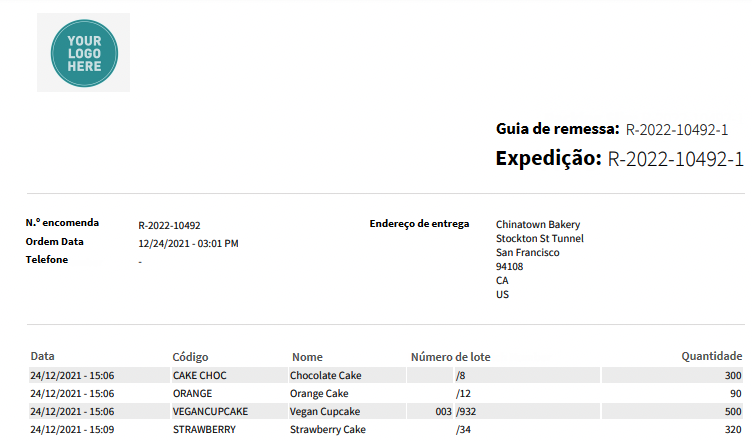 YOUR
LOGO
HERE
Guia de remessa: R-2022-10492-1
Expedição: R-2022-10492-1
N.º encomenda R-2022-10492
Ordem Data 12/24/2021 - 03:01 PM
Telefone -
Endereço de entrega Chinatown Bakery
Stockton St Tunnel
San Francisco
94108
CA
US
Data Código Nome Número de lote Quantidade
24/12/2021 - 15:06 CAKE CHOC Chocolate Cake /8 300
24/12/2021 - 15:06 ORANGE Orange Cake /12 90
24/12/2021 - 15:06 VEGANCUPCAKE Vegan Cupcake 003 /932 500
24/12/2021 - 15:09 STRAWBERRY Strawberry Cake /34 320